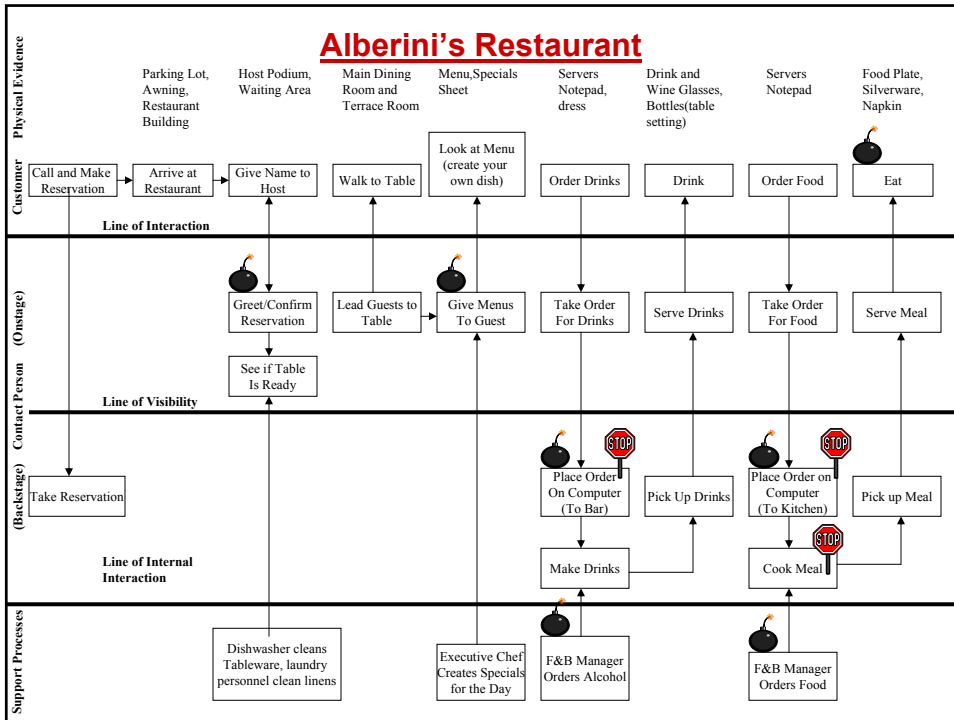 Alberini's Restaurant
Physical Evidence
Parking Lot,
Awning,
Restaurant
Building
Host Podium,
Waiting Area
Main Dining
Room and
Terrace Room
Menu,Specials
Sheet
Servers
Notepad,
dress
Drink and
Wine Glasses,
Bottles(table
setting)
Servers
Notepad
Food Plate,
Silverware,
Napkin
Customer
Call and Make
Reservation
Arrive at
Restaurant
Give Name to
Host
Walk to Table
Look at Menu
(create your
own dish)
Order Drinks
Drink
Order Food
Eat
Line of Interaction
Contact Person
(Onstage)
Greet/Confirm
Reservation
Lead Guests to
Table
Give Menus
To Guest
Take Order
For Drinks
Serve Drinks
Take Order
For Food
Serve Meal
See if Table
Is Ready
Line of Visibility
(Backstage)
Take Reservation
STOP
Place Order
On Computer
(To Bar)
Pick Up Drinks
STOP
Place Order on
Computer
(To Kitchen)
Pick up Meal
Make Drinks
STOP
Cook Meal
Line of Internal
Interaction
Support Processes
Dishwasher cleans
Tableware, laundry
personnel clean linens
Executive Chef
Creates Specials
for the Day
F&B Manager
Orders Alcohol
F&B Manager
Orders Food